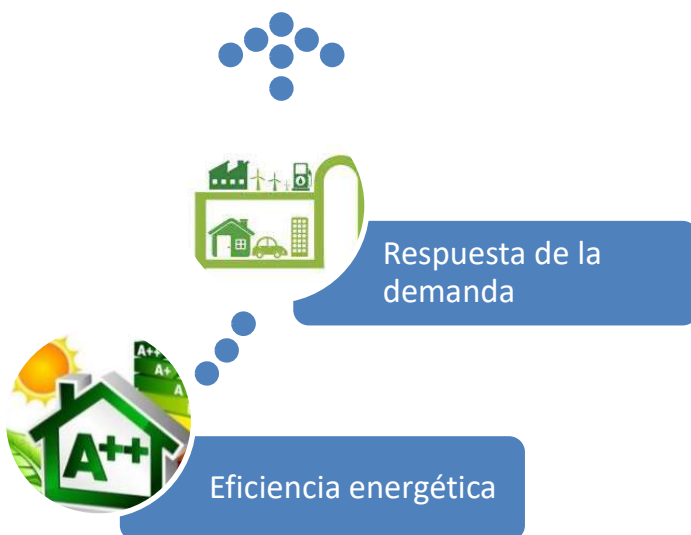 Respuesta de la
demanda
A++
A+
A
A++
Eficiencia energética